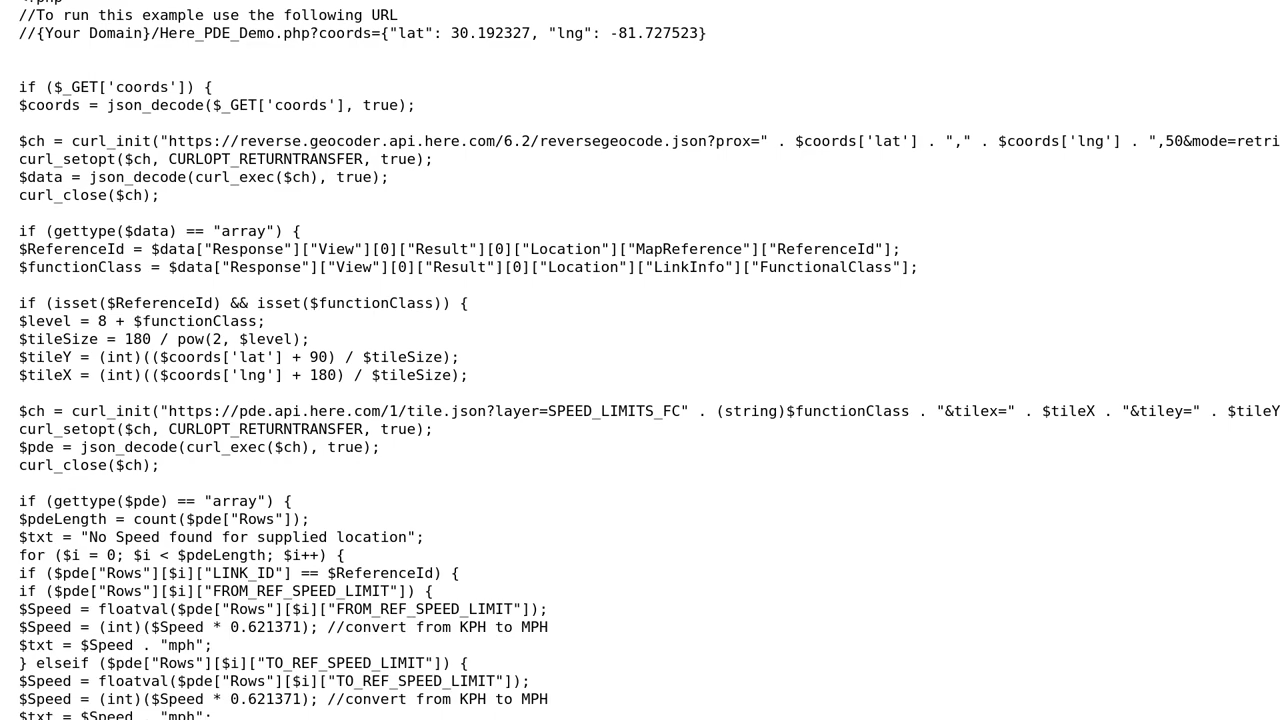 <?php
//To run this example use the following URL
//{Your Domain}/Here_PDE_Demo.php?coords={"lat": 30.192327, "lng": -81.727523}
if ($_GET['coords']) {
$coords = json_decode($_GET['coords'], true);
$ch = curl_init("https://reverse.geocoder.api.here.com/6.2/reversegeocode.json?prox=" . $coords['lat'] . "," . $coords['lng'] . ",50&mode=retri
curl_setopt($ch, CURLOPT_RETURNTRANSFER, true);
$data = json_decode(curl_exec($ch), true);
curl_close($ch);
if (gettype($data) == "array") {
$ReferenceId = $data["Response"]["View"][0]["Result"][0]["Location"]["MapReference"]["ReferenceId"];
$functionClass = $data["Response"]["View"][0]["Result"][0]["Location"]["LinkInfo"]["FunctionalClass"];
if (isset($ReferenceId) && isset($functionClass)) {
$level = 8 + $functionClass;
$tileSize = 180 / pow(2, $level);
$tileY = (int)(($coords['lat'] + 90) / $tileSize);
$tileX = (int)(($coords['lng'] + 180) / $tileSize);
$ch = curl_init("https://pde.api.here.com/1/tile.json?layer=SPEED_LIMITS_FC" . (string)$functionClass . "&tilex=" . $tileX . "&tiley=" . $tileY
curl_setopt($ch, CURLOPT_RETURNTRANSFER, true);
$pde = json_decode(curl_exec($ch), true);
curl_close($ch);
if (gettype($pde) == "array") {
$pdeLength = count($pde["Rows"]);
$txt = "No Speed found for supplied location";
for ($i = 0; $i < $pdeLength; $i++) {
if ($pde["Rows"][$i]["LINK_ID"] == $ReferenceId) {
if ($pde["Rows"][$i]["FROM_REF_SPEED_LIMIT"]) {
$Speed = floatval($pde["Rows"][$i]["FROM_REF_SPEED_LIMIT"]);
$Speed = (int)($Speed * 0.621371); //convert from KPH to MPH
$txt = $Speed . "mph";
} elseif ($pde["Rows"][$i]["TO_REF_SPEED_LIMIT"]) {
$Speed = floatval($pde["Rows"][$i]["TO_REF_SPEED_LIMIT"]);
$Speed = (int)($Speed * 0.621371); //convert from KPH to MPH
$txt = $Speed . "mph";